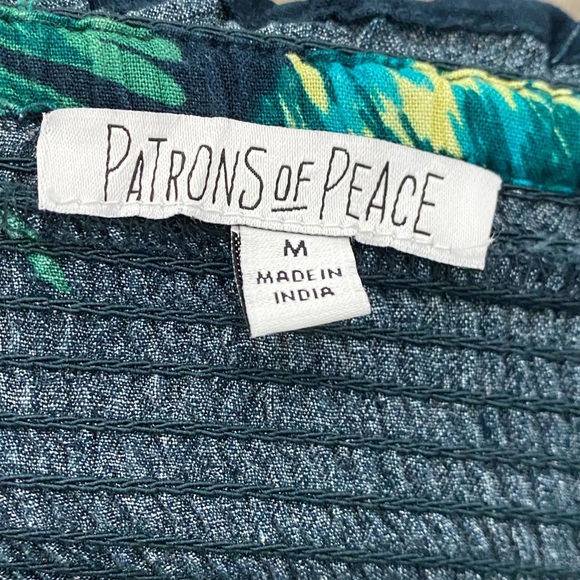 PATRONS OF PEACE
M
MADE IN
INDIA